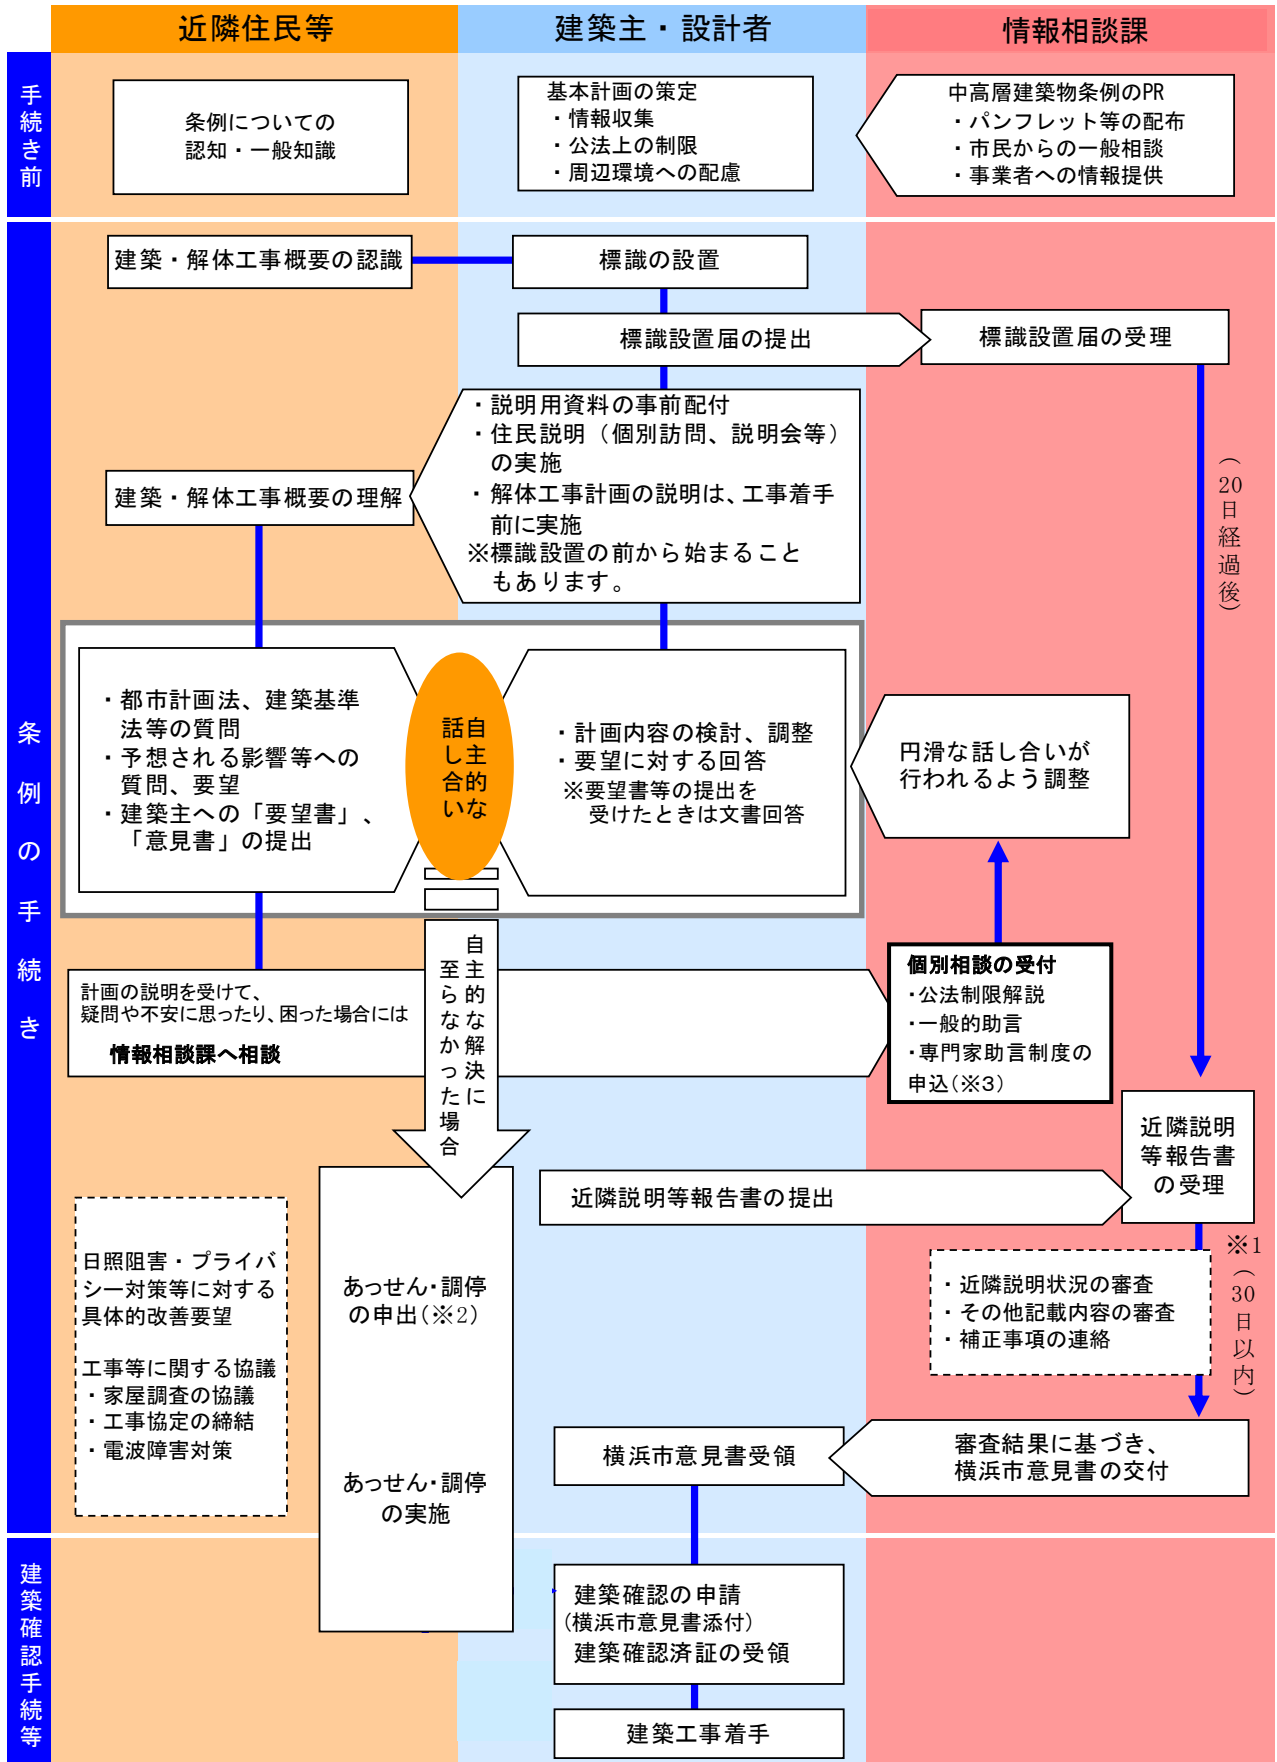 近隣住民等
建築主・設計者
情報相談課
手続き前
条例についての
認知・一般知識
基本計画の策定
・情報収集
・公法上の制限
・周辺環境への配慮
中高層建築物条例のPR
・パンフレット等の配布
・市民からの一般相談
・事業者への情報提供
条例の手続き
建築・解体工事概要の認識
標識の設置
標識設置届の提出
標識設置届の受理
・説明用資料の事前配付
・住民説明（個別訪問、説明会等）
の実施
・解体工事計画の説明は、工事着手
前に実施
※標識設置の前から始まること
もあります。
建築・解体工事概要の理解
（20日経過後）
・都市計画法、建築基準
法等の質問
・予想される影響等への
質問、要望
・建築主への「要望書」、
「意見書」の提出
自主的な
話し合い
・計画内容の検討、調整
・要望に対する回答
※要望書等の提出を
受けたときは文書回答
円滑な話し合いが
行われるよう調整
計画の説明を受けて、
疑問や不安に思ったり、困った場合には
情報相談課へ相談
自主的な解決に
至らなかった場合
個別相談の受付
・公法制限解説
・一般的助言
・専門家助言制度の
申込(※3)
近隣説明
等報告書
の受理
近隣説明等報告書の提出
※1
（30日以内）
・近隣説明状況の審査
・その他記載内容の審査
・補正事項の連絡
日照阻害・プライバ
シー対策等に対する
具体的改善要望
工事等に関する協議
・家屋調査の協議
・工事協定の締結
・電波障害対策
あっせん・調停
の申出(※2)
あっせん・調停
の実施
横浜市意見書受領
審査結果に基づき、
横浜市意見書の交付
建築確認手続等
建築確認の申請
(横浜市意見書添付)
建築確認済証の受領
建築工事着手